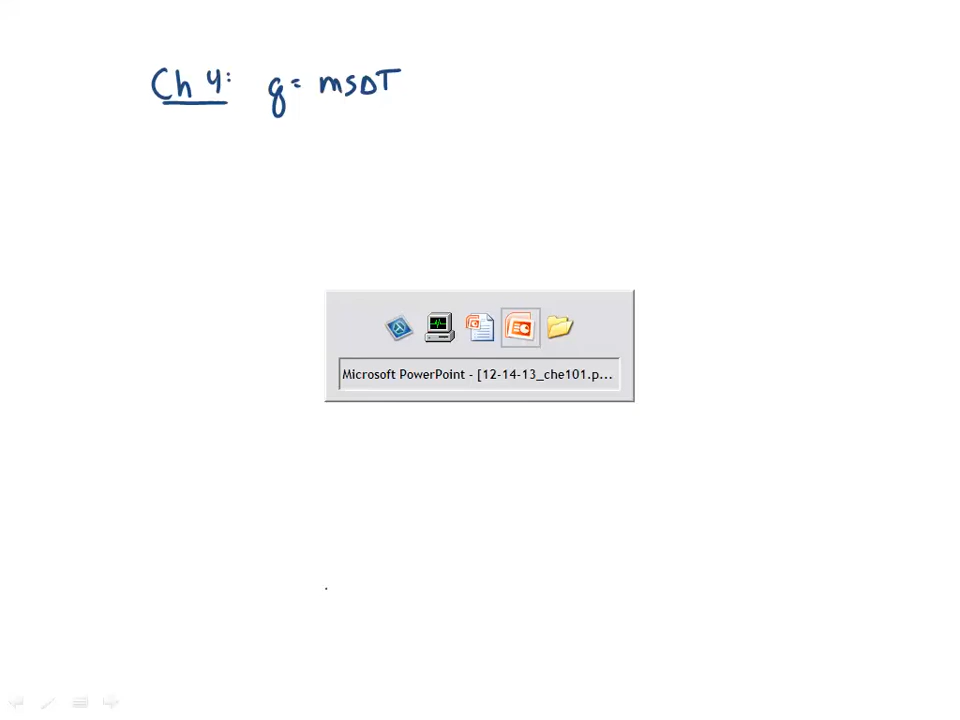 Ch 4: q = msΔT
Microsoft PowerPoint - [12-14-13_che101.p...